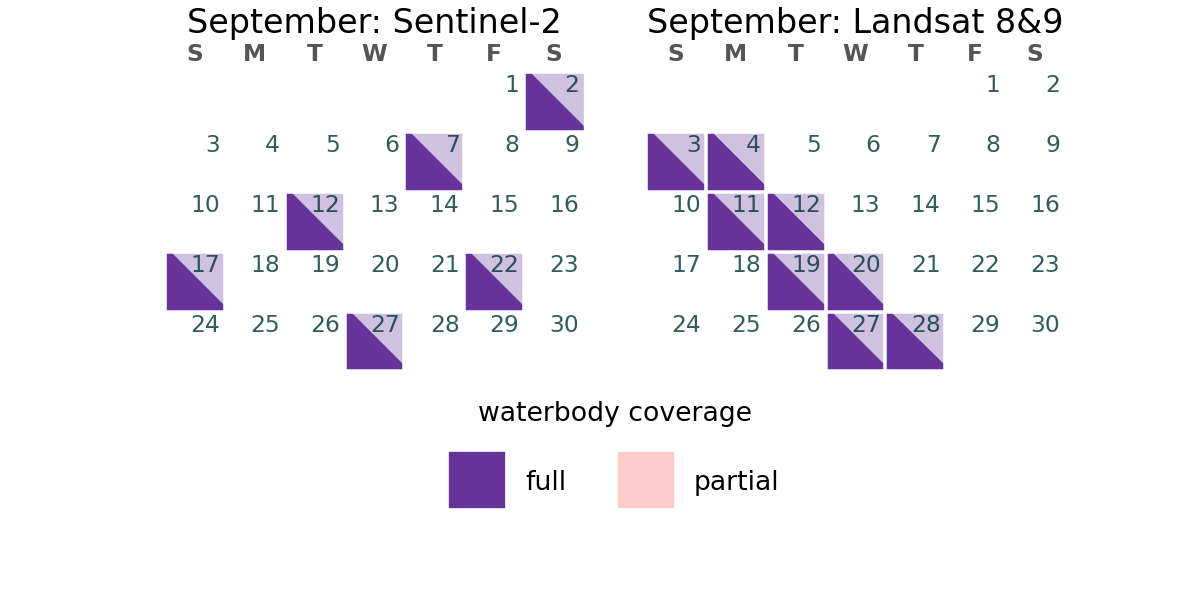 September: Sentinel-2
S M T W T F S
1 2
3 4 5 6 7 8 9
10 11 12 13 14 15 16
17 18 19 20 21 22 23
24 25 26 27 28 29 30
September: Landsat 8&9
S M T W T F S
1 2
3 4 5 6 7 8 9
10 11 12 13 14 15 16
17 18 19 20 21 22 23
24 25 26 27 28 29 30
waterbody coverage
full partial